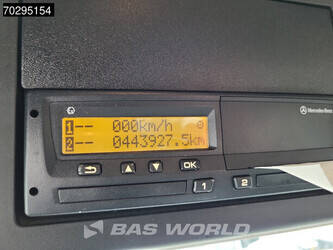 70295154
1-- 000km/h
2-- 0443927.5km
OK
1
2
Mercedes-Benz
BAS WORLD